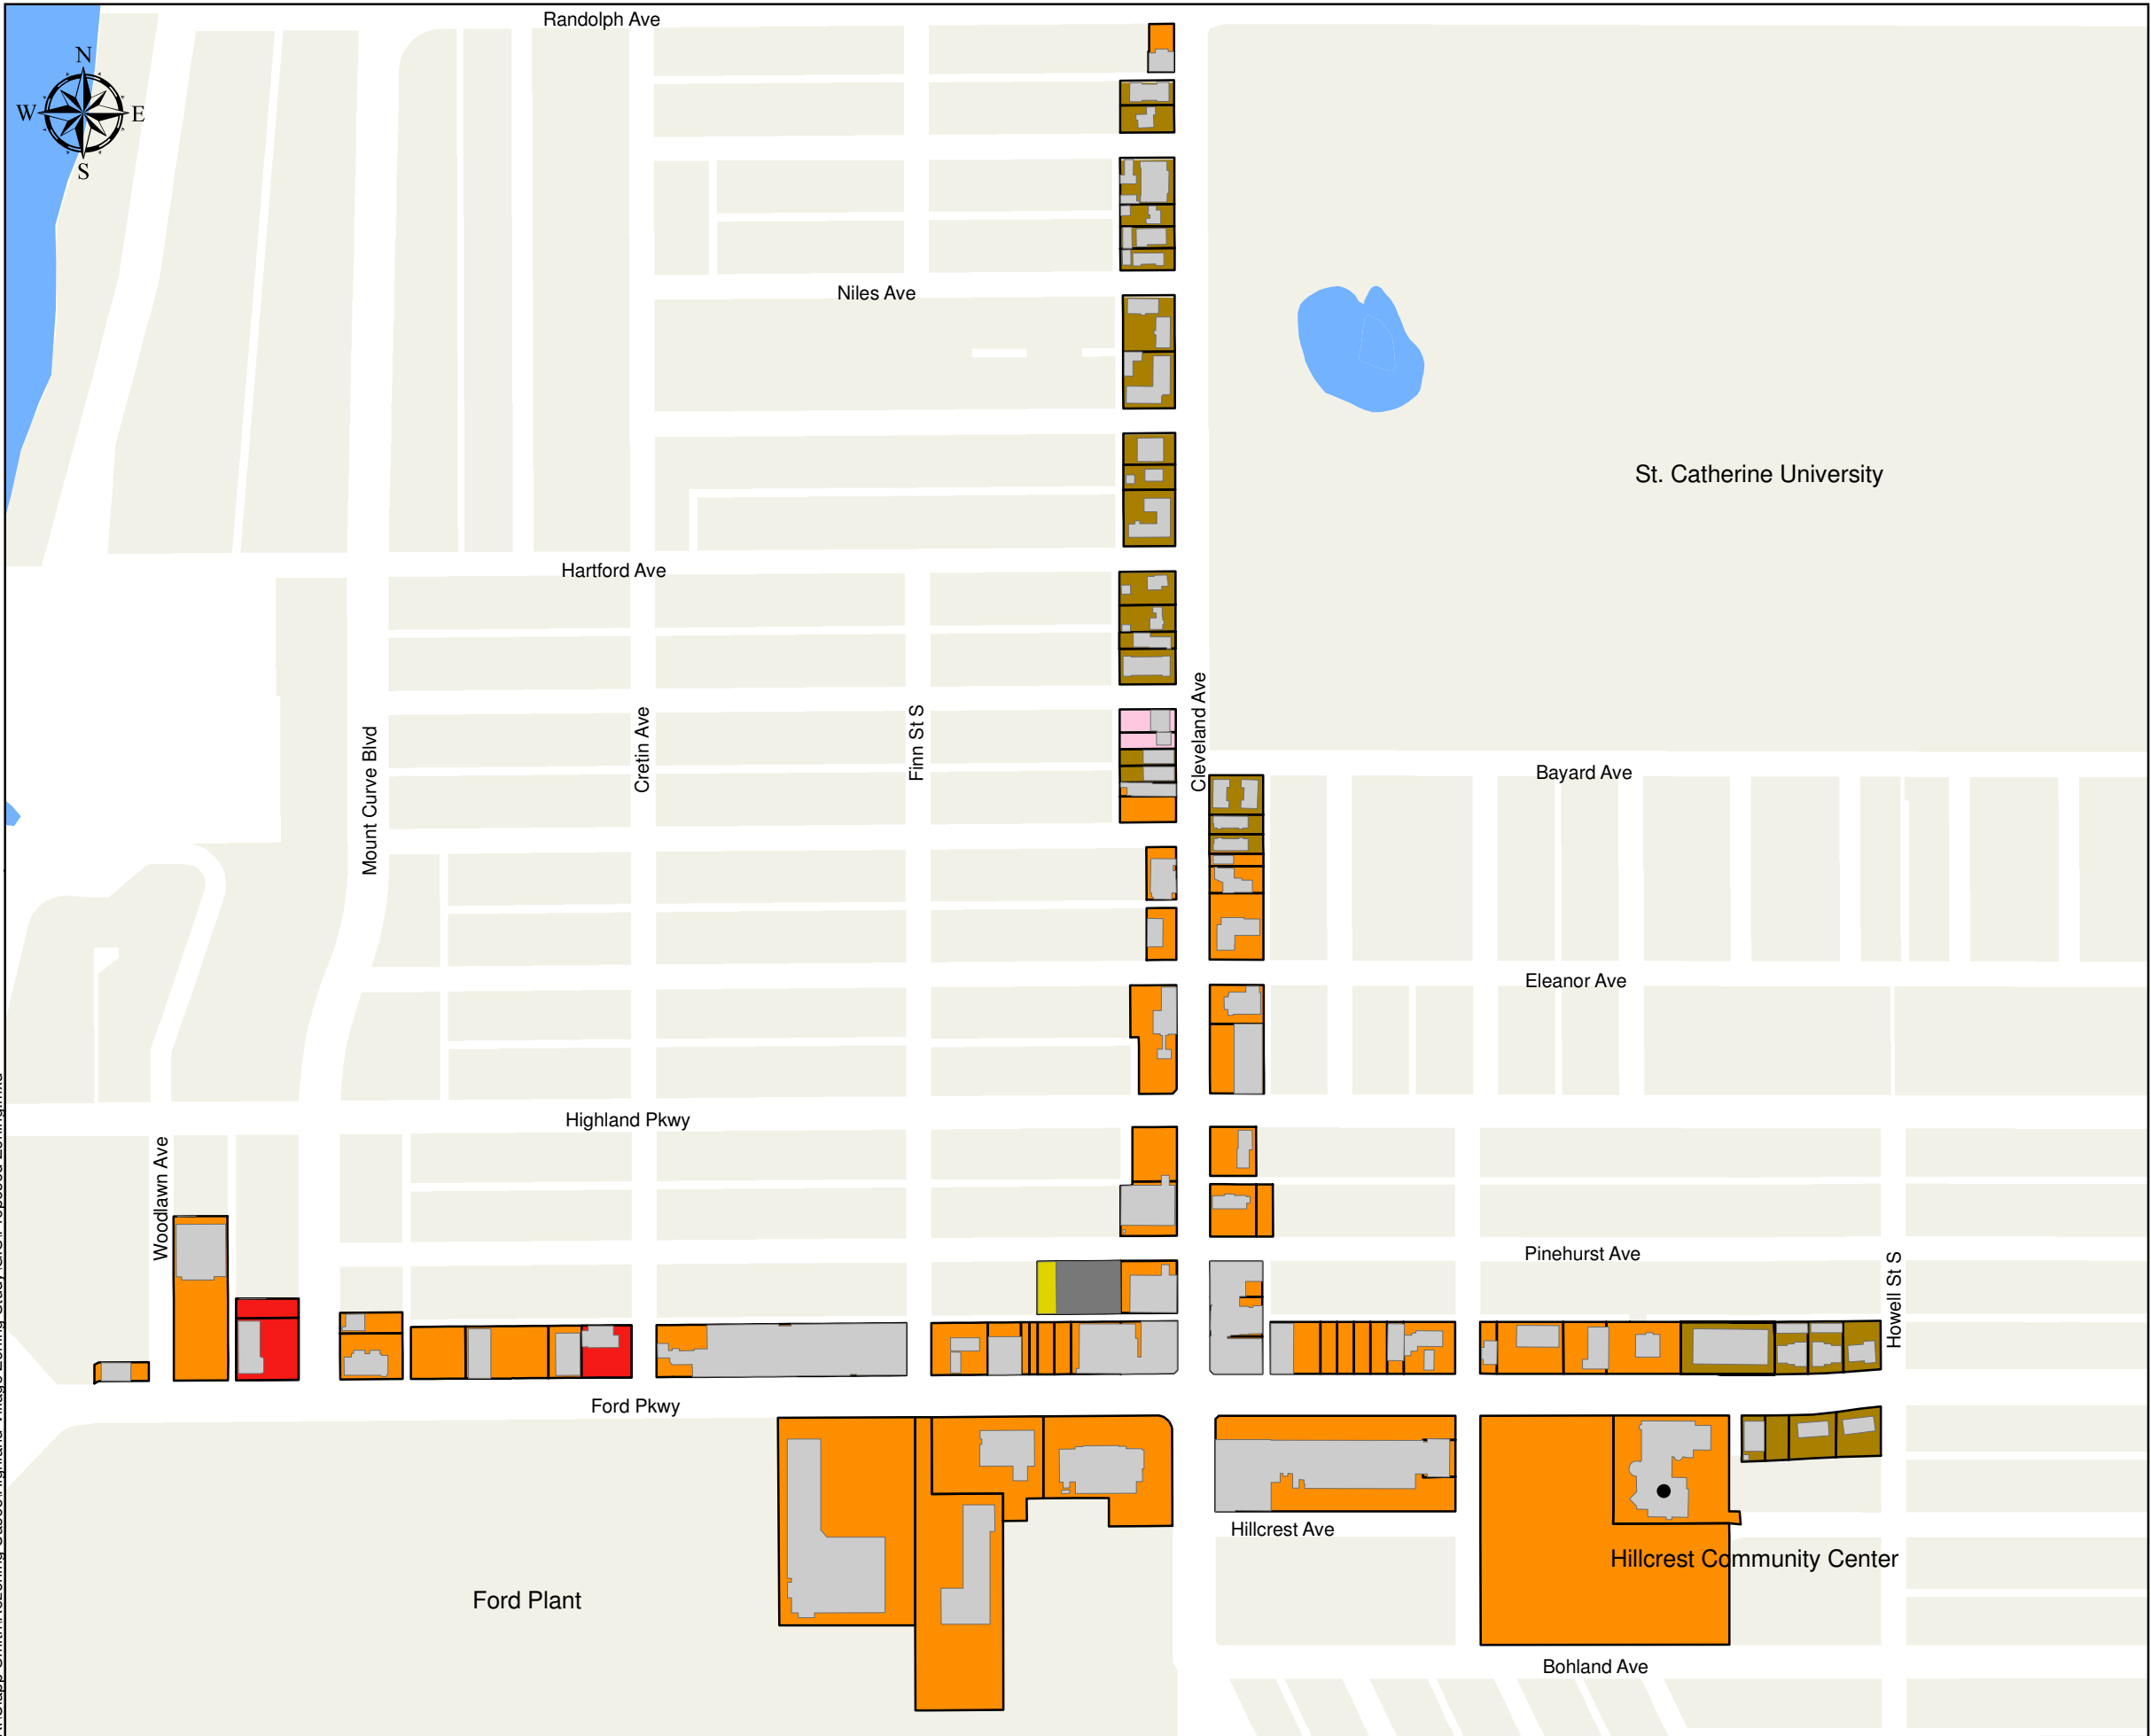 Randolph Ave
N
W E
S
Niles Ave
St. Catherine University
Hartford Ave
Mount Curve Blvd
Cretin Ave
Finn St S
Cleveland Ave
Bayard Ave
Eleanor Ave
Highland Pkwy
Woodlawn Ave
Pinehurst Ave
Howell St S
Ford Pkwy
Hillcrest Ave
Hillcrest Community Center
Ford Plant
Bohland Ave